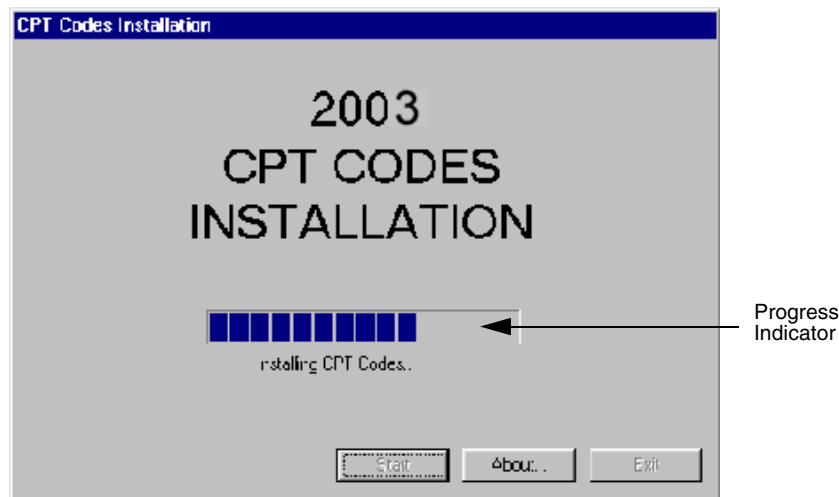 CPT Codes Installation
2003
CPT CODES
INSTALLATION
Progress
Indicator
Installing CPT Codes..
Start
About...
Exit